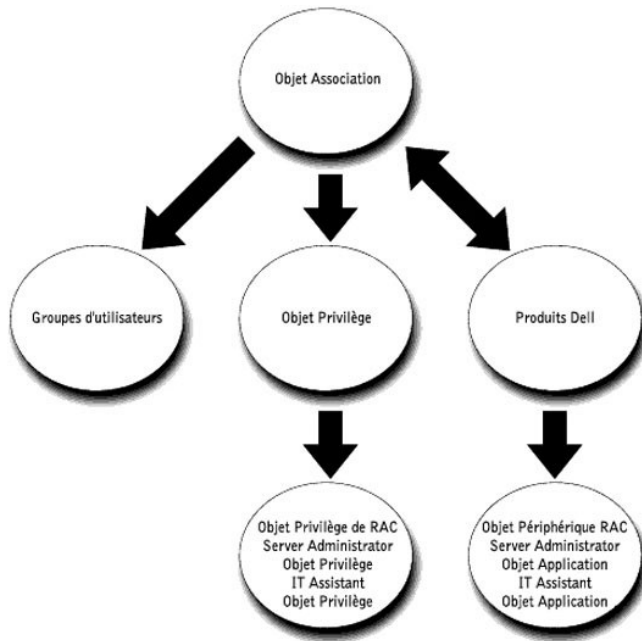 Objet Association
Groupes d'utilisateurs
Objet Privilège
Produits Dell
Objet Privilège de RAC
Server Administrator
Objet Privilège
IT Assistant
Objet Privilège
Objet Périphérique RAC
Server Administrator
Objet Application
IT Assistant
Objet Application